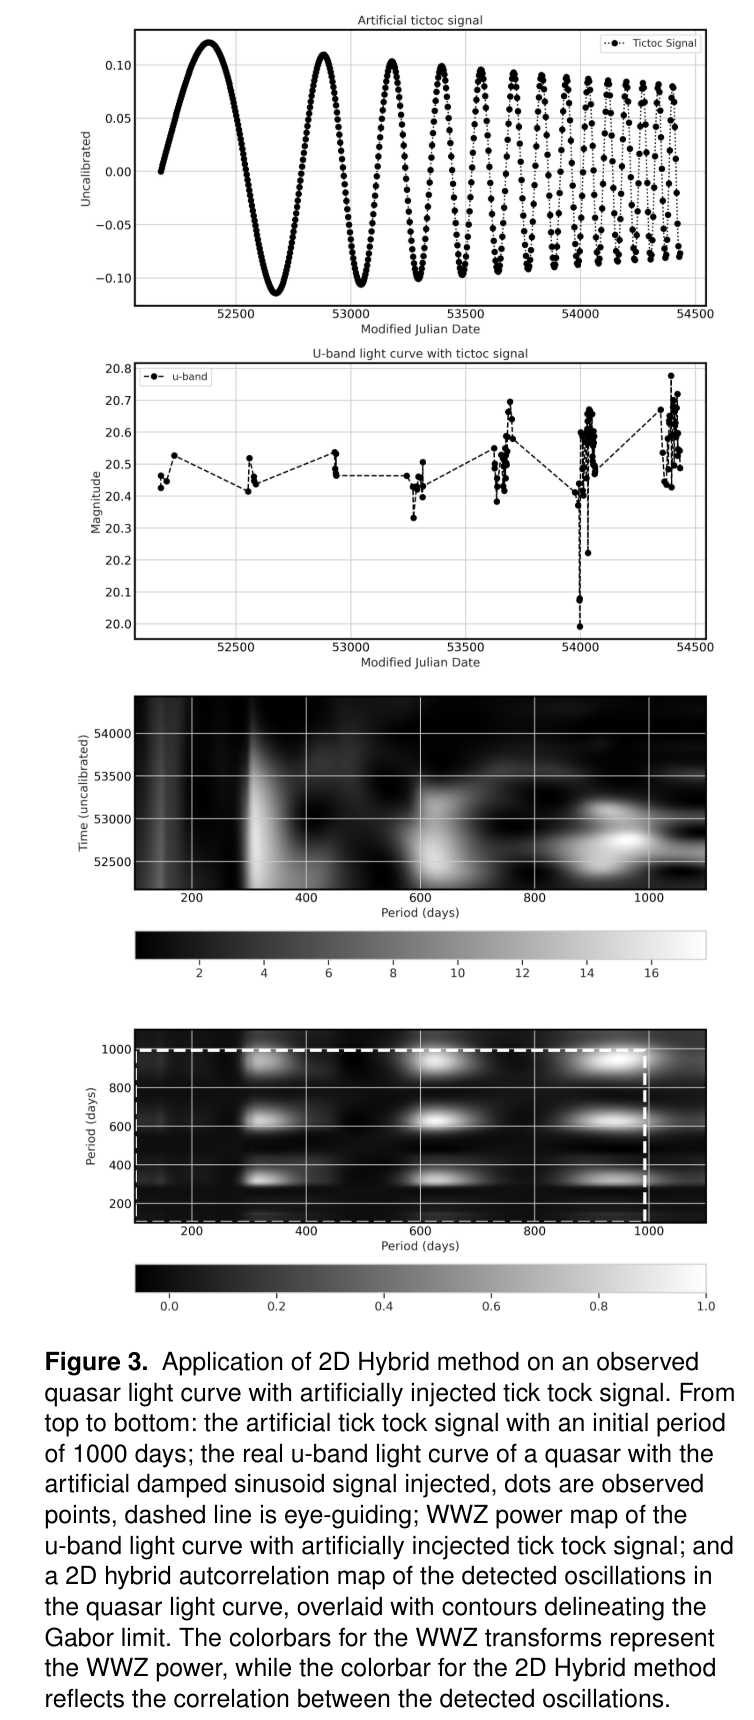 Artificial tictoc signal
Tictoc Signal
Uncalibrated
0.10
0.05
0.00
−0.05
−0.10
52500 53000 53500 54000 54500
Modified Julian Date
U-band light curve with tictoc signal
u-band
Magnitude
20.8
20.7
20.6
20.5
20.4
20.3
20.2
20.1
20.0
52500 53000 53500 54000 54500
Modified Julian Date
Time (uncalibrated)
54000
53500
53000
52500
200 400 600 800 1000
Period (days)
2 4 6 8 10 12 14 16
Period (days)
1000
800
600
400
200
200 400 600 800 1000
Period (days)
0.0 0.2 0.4 0.6 0.8 1.0
Figure 3. Application of 2D Hybrid method on an observed
quasar light curve with artificially injected tick tock signal. From
top to bottom: the artificial tick tock signal with an initial period
of 1000 days; the real u-band light curve of a quasar with the
artificial damped sinusoid signal injected, dots are observed
points, dashed line is eye-guiding; WWZ power map of the
u-band light curve with artificially incjected tick tock signal; and
a 2D hybrid autcorrelation map of the detected oscillations in
the quasar light curve, overlaid with contours delineating the
Gabor limit. The colorbars for the WWZ transforms represent
the WWZ power, while the colorbar for the 2D Hybrid method
reflects the correlation between the detected oscillations.